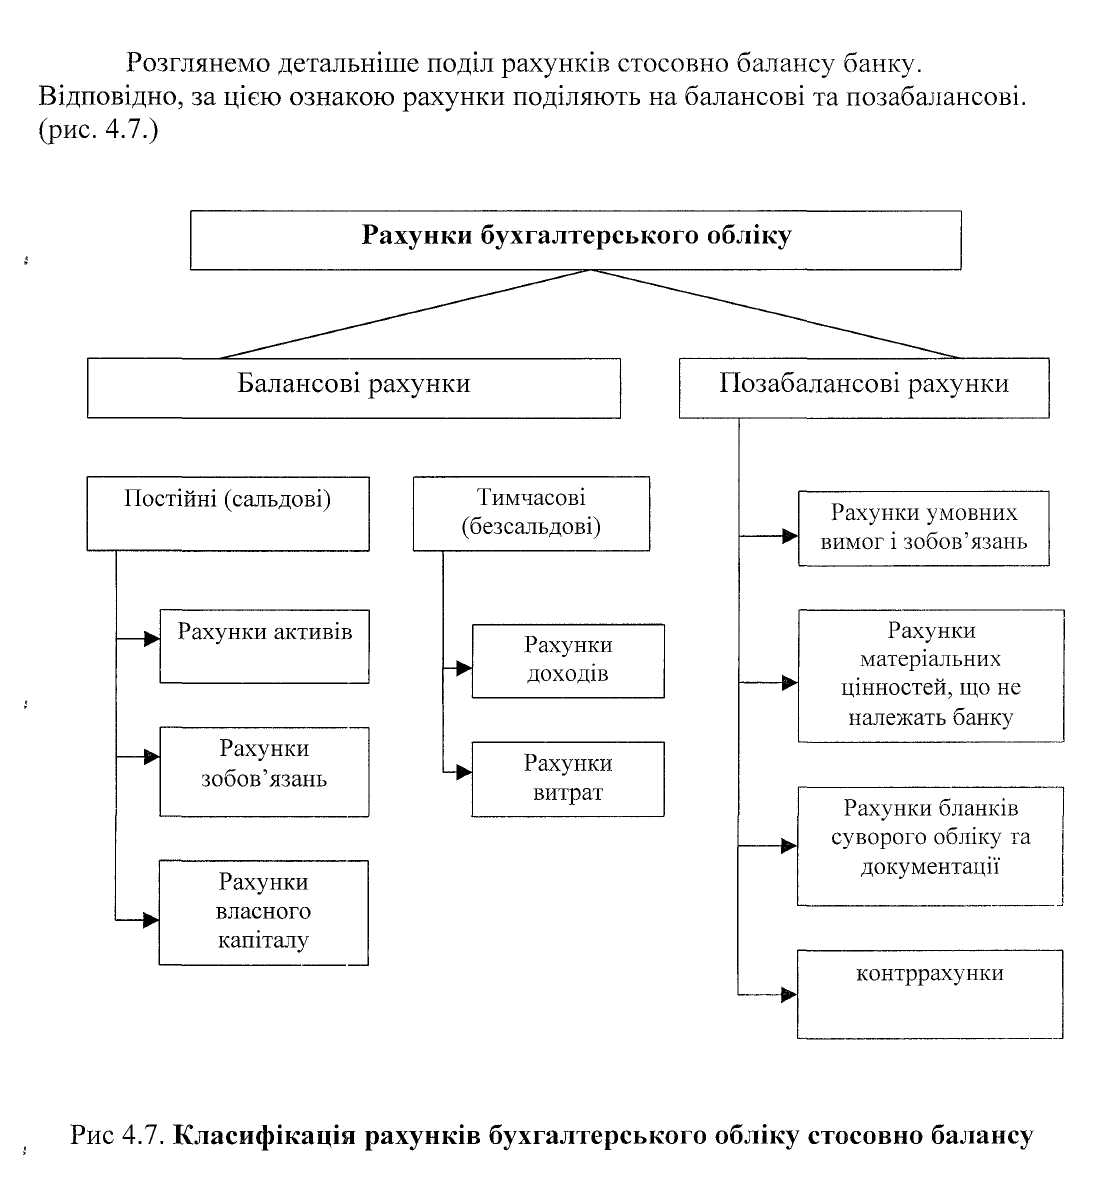 Розглянемо детальніше поділ рахунків стосовно балансу банку.
Відповідно, за цією ознакою рахунки поділяють на балансові та позабалансові.
(рис. 4.7.)
Рахунки бухгалтерського обліку
Балансові рахунки
Позабалансові рахунки
Постійні (сальдові)
Рахунки активів
Рахунки
зобов’язань
Рахунки
власного
капіталу
Тимчасові
(безсальдові)
Рахунки
доходів
Рахунки
витрат
Рахунки умовних
вимог і зобов’язань
Рахунки
матеріальних
цінностей, що не
належать банку
Рахунки бланків
суворого обліку та
документації
контррахунки
Рис 4.7. Класифікація рахунків бухгалтерського обліку стосовно балансу